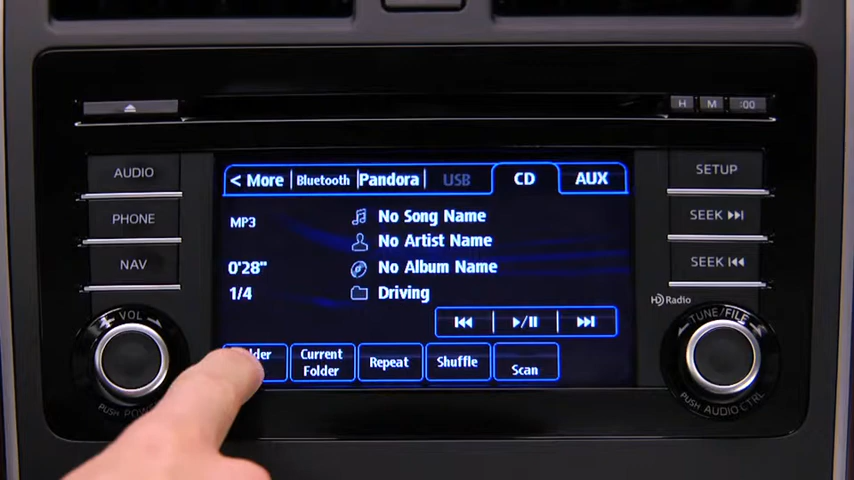 H M :00
AUDIO
PHONE
NAV
VOL
PUSH
< More Bluetooth Pandora USB CD AUX
MP3
0'28"
1/4
No Song Name
No Artist Name
No Album Name
Driving
Current
Folder
Repeat
Shuffle
Scan
SETUP
SEEK
SEEK
HD Radio
TUNE/FILE
PUSH AUDIO CTRL